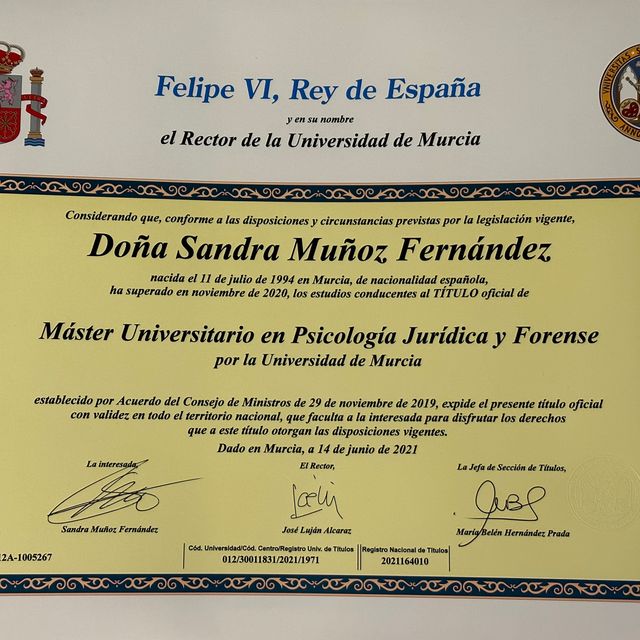 Felipe VI, Rey de España
y en su nombre
el Rector de la Universidad de Murcia
Considerando que, conforme a las disposiciones y circunstancias previstas por la legislación vigente,
Doña Sandra Muñoz Fernández
nacida el 11 de julio de 1994 en Murcia, de nacionalidad española,
ha superado en noviembre de 2020, los estudios conducentes al TÍTULO oficial de
Máster Universitario en Psicología Jurídica y Forense
por la Universidad de Murcia
establecido por Acuerdo del Consejo de Ministros de 29 de noviembre de 2019, expide el presente título oficial
con validez en todo el territorio nacional, que faculta a la interesada para disfrutar los derechos
que a este título otorgan las disposiciones vigentes.
Dado en Murcia, a 14 de junio de 2021
La interesada, El Rector, La Jefa de Sección de Títulos,
Sandra Muñoz Fernández José Luján Alcaraz María Belén Hernández Prada
Cód. Universidad/Cód. Centro/Registro Univ. de Títulos Registro Nacional de Títulos
2A-1005267 012/30011831/2021/1971 2021164010